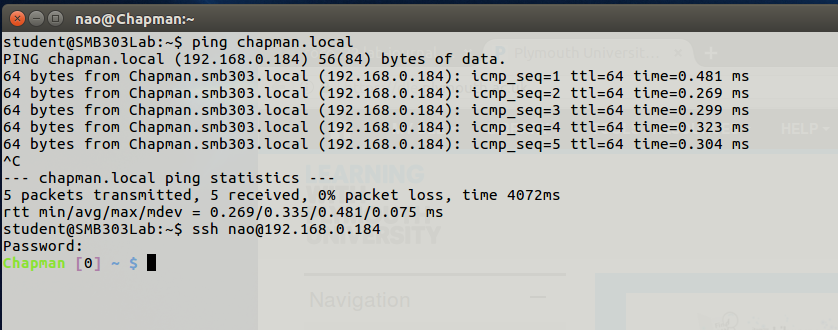 nao@Chapman:~
student@SMB303Lab:~$ ping chapman.local
PING chapman.local (192.168.0.184) 56(84) bytes of data.
64 bytes from Chapman.smb303.local (192.168.0.184): icmp_seq=1 ttl=64 time=0.481 ms
64 bytes from Chapman.smb303.local (192.168.0.184): icmp_seq=2 ttl=64 time=0.269 ms
64 bytes from Chapman.smb303.local (192.168.0.184): icmp_seq=3 ttl=64 time=0.299 ms
64 bytes from Chapman.smb303.local (192.168.0.184): icmp_seq=4 ttl=64 time=0.323 ms
64 bytes from Chapman.smb303.local (192.168.0.184): icmp_seq=5 ttl=64 time=0.304 ms
^C
--- chapman.local ping statistics ---
5 packets transmitted, 5 received, 0% packet loss, time 4072ms
rtt min/avg/max/mdev = 0.269/0.335/0.481/0.075 ms
student@SMB303Lab:~$ ssh nao@192.168.0.184
Password:
Chapman [0] ~ $
Plymouth Universit
HELP
LEARNING
WITH
UNIVERSITY
Navigation